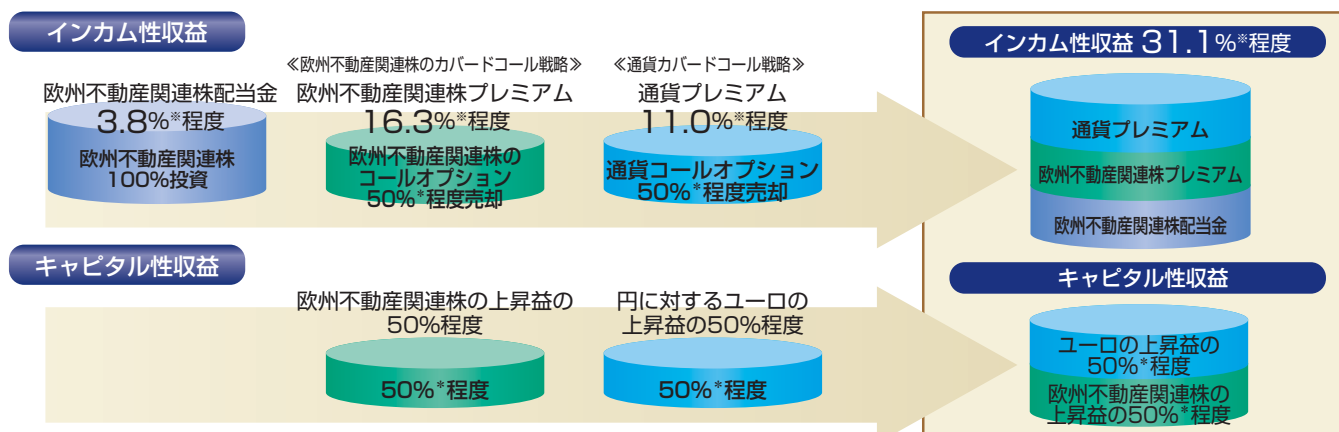 インカム性収益
欧州不動産関連株配当金
3.8%※程度
欧州不動産関連株
100%投資
≪欧州不動産関連株のカバードコール戦略≫
欧州不動産関連株プレミアム
16.3%※程度
欧州不動産関連株の
コールオプション
50%*程度売却
≪通貨カバードコール戦略≫
通貨プレミアム
11.0%※程度
通貨コールオプション
50%*程度売却
インカム性収益 31.1%※程度
通貨プレミアム
欧州不動産関連株プレミアム
欧州不動産関連株配当金
キャピタル性収益
欧州不動産関連株の上昇益の
50%程度
50%*程度
円に対するユーロの
上昇益の50%程度
50%*程度
キャピタル性収益
ユーロの上昇益の
50%*程度
欧州不動産関連株の
上昇益の50%*程度